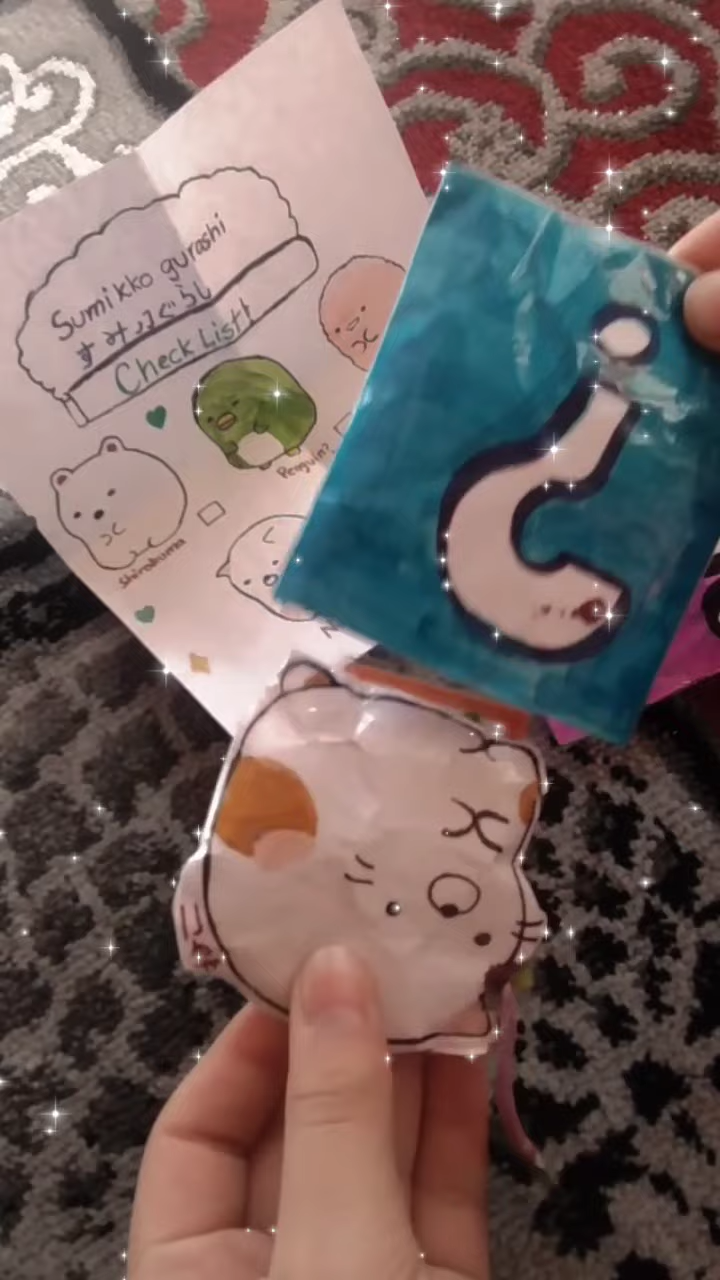 Sumikko gurashi
すみっコぐらし
Check List!
Penguin?
Shirokuma
¿